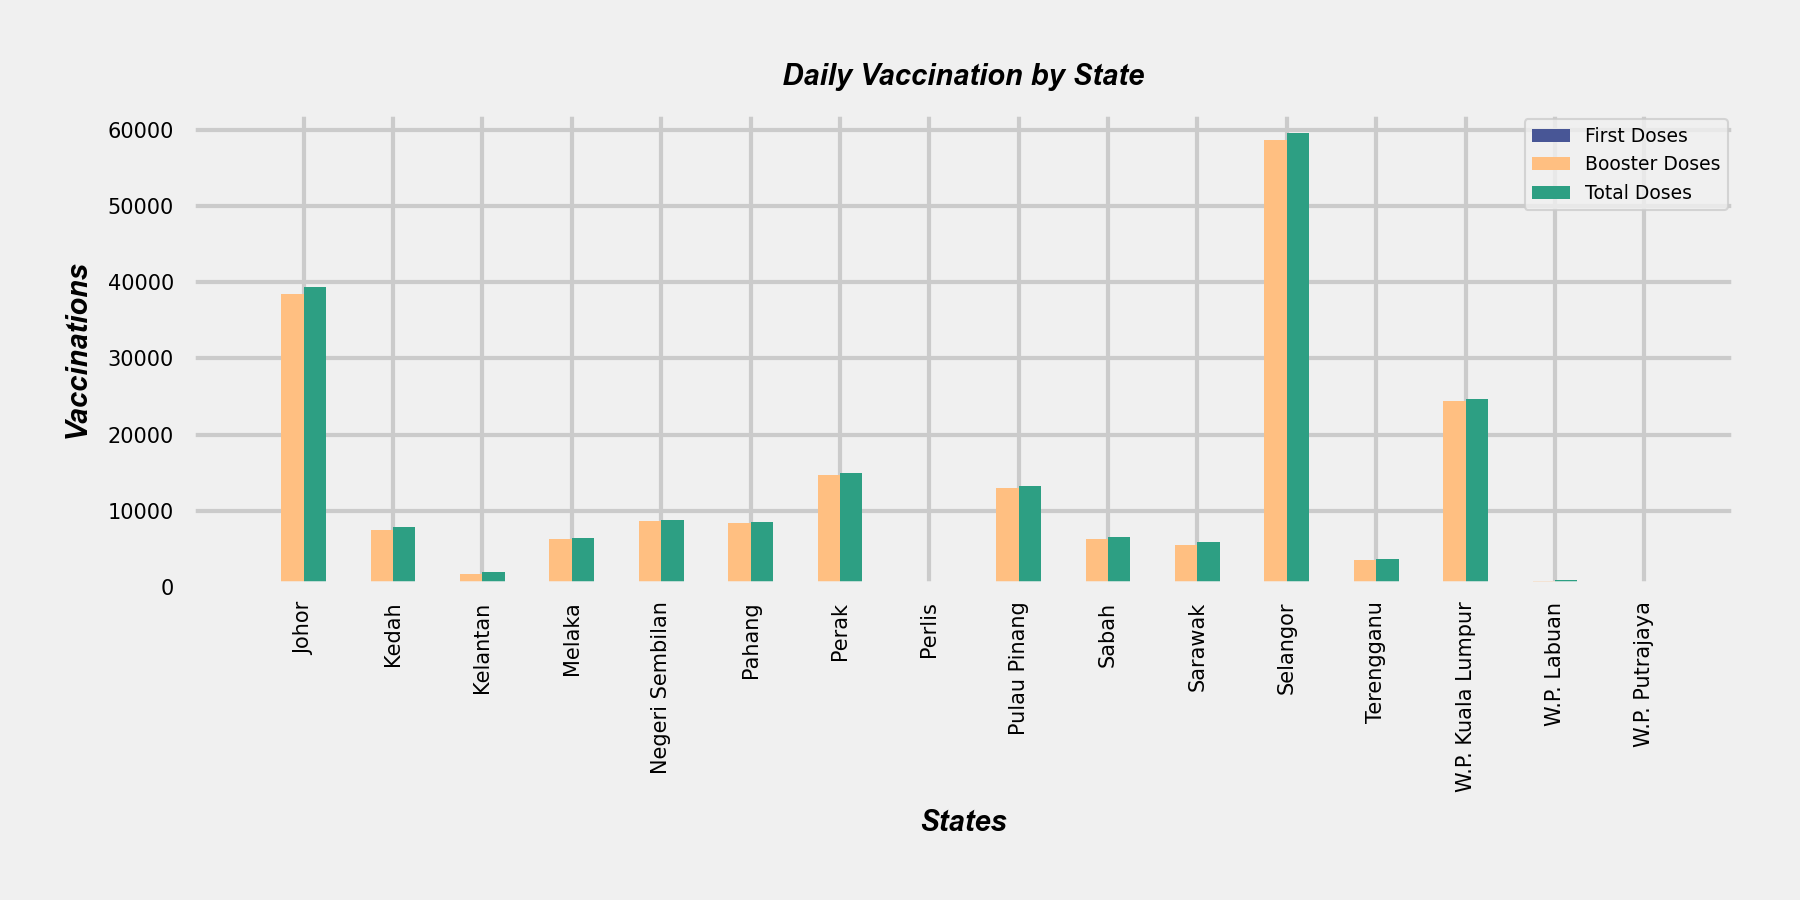 Daily Vaccination by State
First Doses
Booster Doses
Total Doses
Vaccinations
60000
50000
40000
30000
20000
10000
0
Johor
Kedah
Kelantan
Melaka
Negeri Sembilan
Pahang
Perak
Perlis
Pulau Pinang
Sabah
Sarawak
Selangor
Terengganu
W.P. Kuala Lumpur
W.P. Labuan
W.P. Putrajaya
States